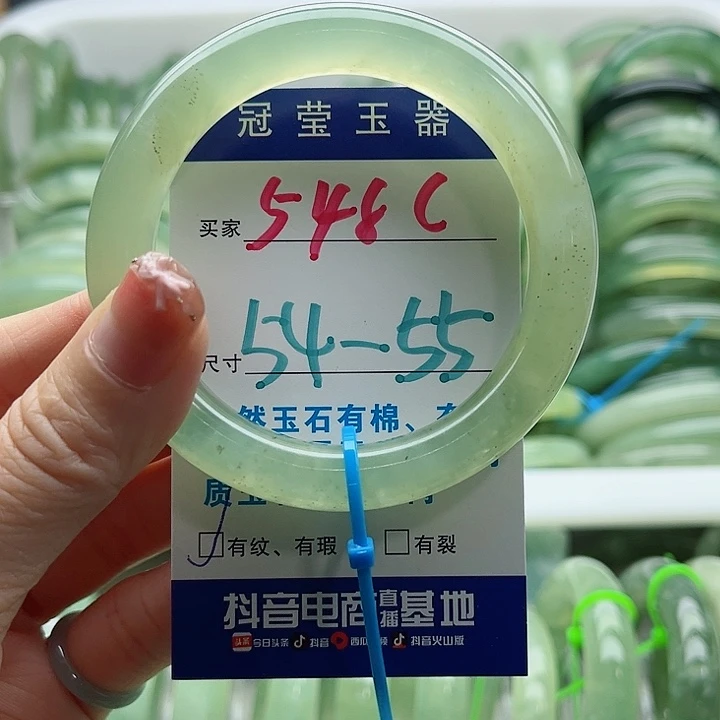 冠莹玉器
买家 548C
尺寸 54-55
然玉石有棉、
质
有纹、有瑕 有裂
抖音电商直播基地
头条 今日头条 抖音 西瓜视频 抖音火山版